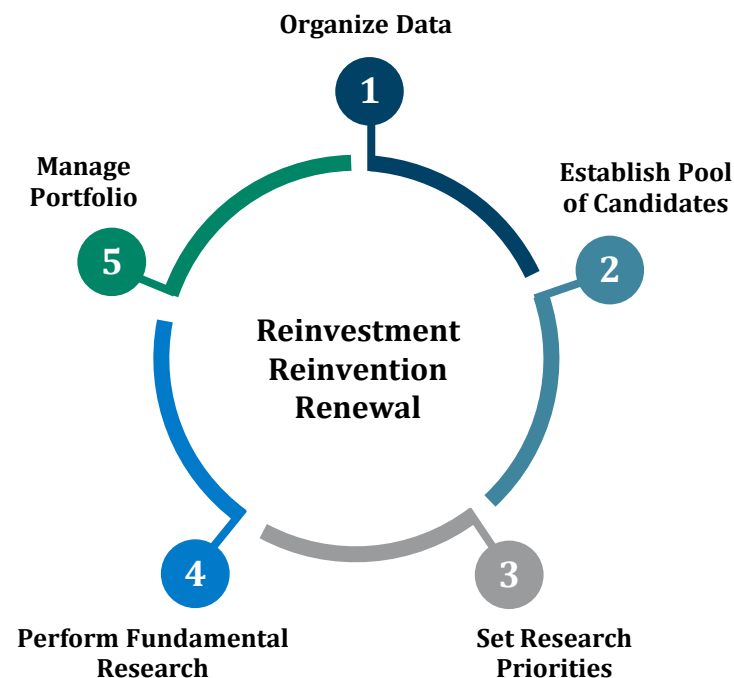 Organize Data
1
Establish Pool
of Candidates
2
Set Research
Priorities
3
Perform Fundamental
Research
4
Manage
Portfolio
5
Reinvestment
Reinvention
Renewal